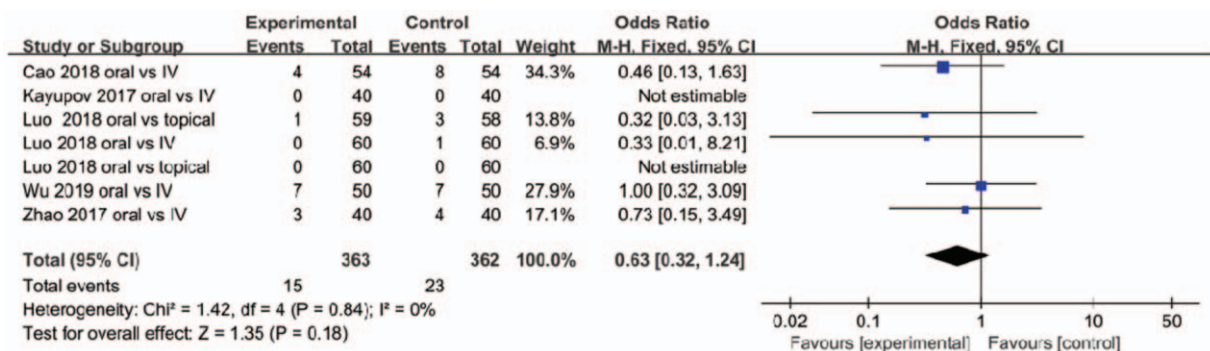 Experimental Control Odds Ratio Odds Ratio
Study or Subgroup Events Total Events Total Weight M-H, Fixed, 95% CI M-H, Fixed, 95% CI
Cao 2018 oral vs IV 4 54 8 54 34.3% 0.46 [0.13, 1.63]
Kayupov 2017 oral vs IV 0 40 0 40 Not estimable
Luo 2018 oral vs topical 1 59 3 58 13.8% 0.32 [0.03, 3.13]
Luo 2018 oral vs IV 0 60 1 60 6.9% 0.33 [0.01, 8.21]
Luo 2018 oral vs topical 0 60 0 60 Not estimable
Wu 2019 oral vs IV 7 50 7 50 27.9% 1.00 [0.32, 3.09]
Zhao 2017 oral vs IV 3 40 4 40 17.1% 0.73 [0.15, 3.49]
Total (95% CI) 363 362 100.0% 0.63 [0.32, 1.24]
Total events 15 23
Heterogeneity: Chi² = 1.42, df = 4 (P = 0.84); I² = 0%
Test for overall effect: Z = 1.35 (P = 0.18)
0.02 0.1 1 10 50
Favours [experimental] Favours [control]